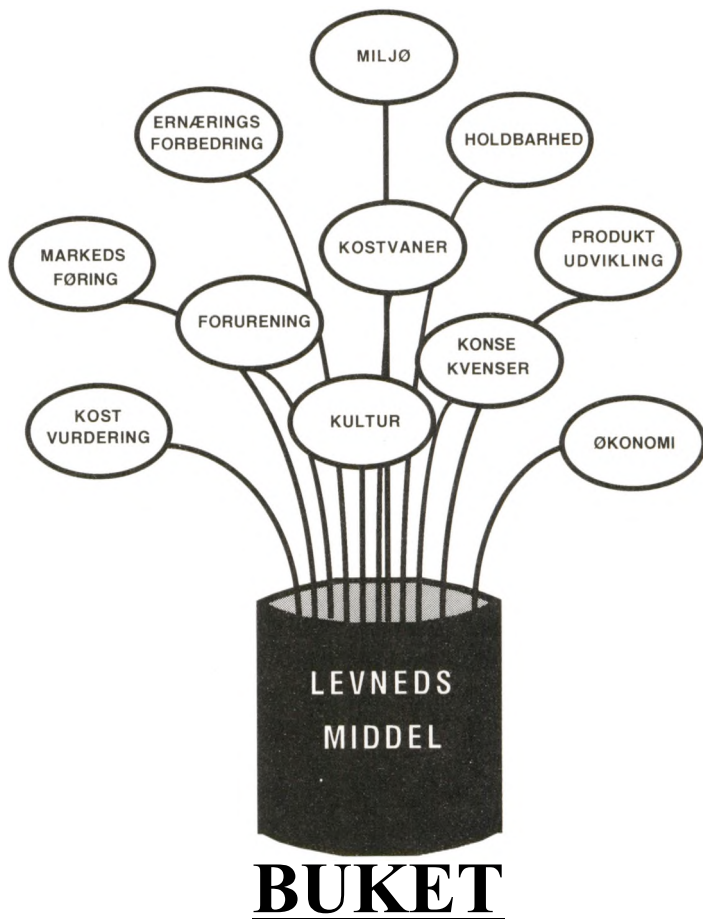 MILJØ
ERNÆRINGS
FORBEDRING
HOLDBARHED
MARKEDS
FØRING
KOSTVANER
PRODUKT
UDVIKLING
FORURENING
KONSE
KVENSER
KOST
VURDERING
KULTUR
ØKONOMI
LEVNEDS
MIDDEL
BUKET